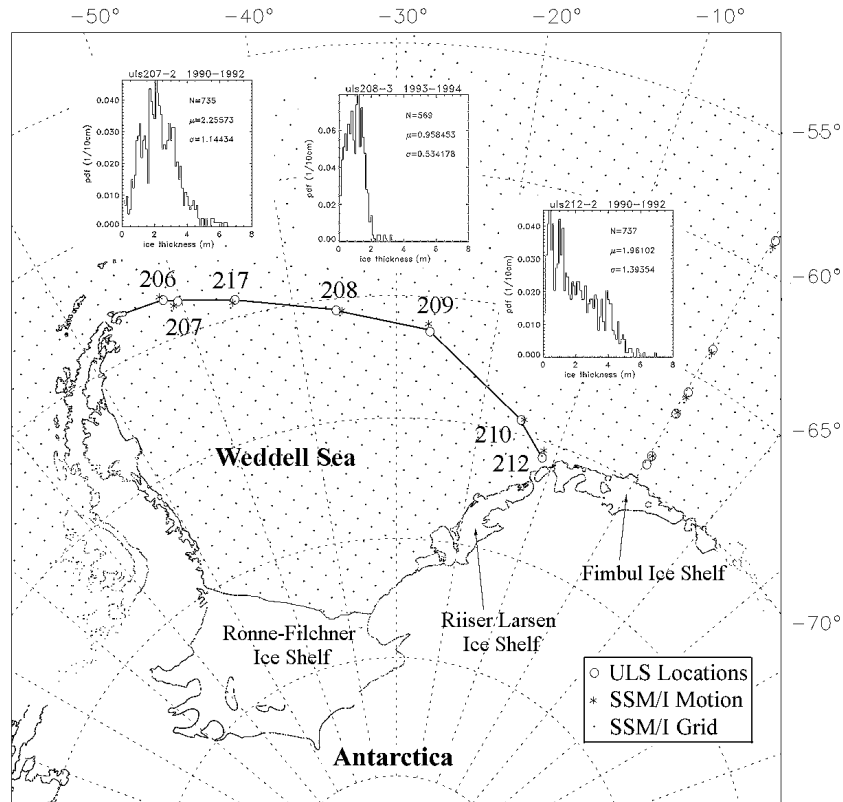 -50° -40° -30° -20° -10°
-55°
-60°
-65°
-70°
uls207-2 1990-1992
N=735
μ=2.25573
σ=1.14434
pdf (1/10cm)
0.040
0.030
0.020
0.010
0.000
0 2 4 6 8
ice thickness (m)
uls208-3 1993-1994
N=569
μ=0.958453
σ=0.534178
pdf (1/10cm)
0.06
0.04
0.02
0.00
0 2 4 6 8
ice thickness (m)
uls212-2 1990-1992
N=737
μ=1.96102
σ=1.39354
pdf (1/10cm)
0.040
0.030
0.020
0.010
0.000
0 2 4 6 8
ice thickness (m)
206
207
217
208
209
210
212
Weddell Sea
Fimbul Ice Shelf
Riiser Larsen
Ice Shelf
Ronne-Filchner
Ice Shelf
Antarctica
ULS Locations
SSM/I Motion
SSM/I Grid